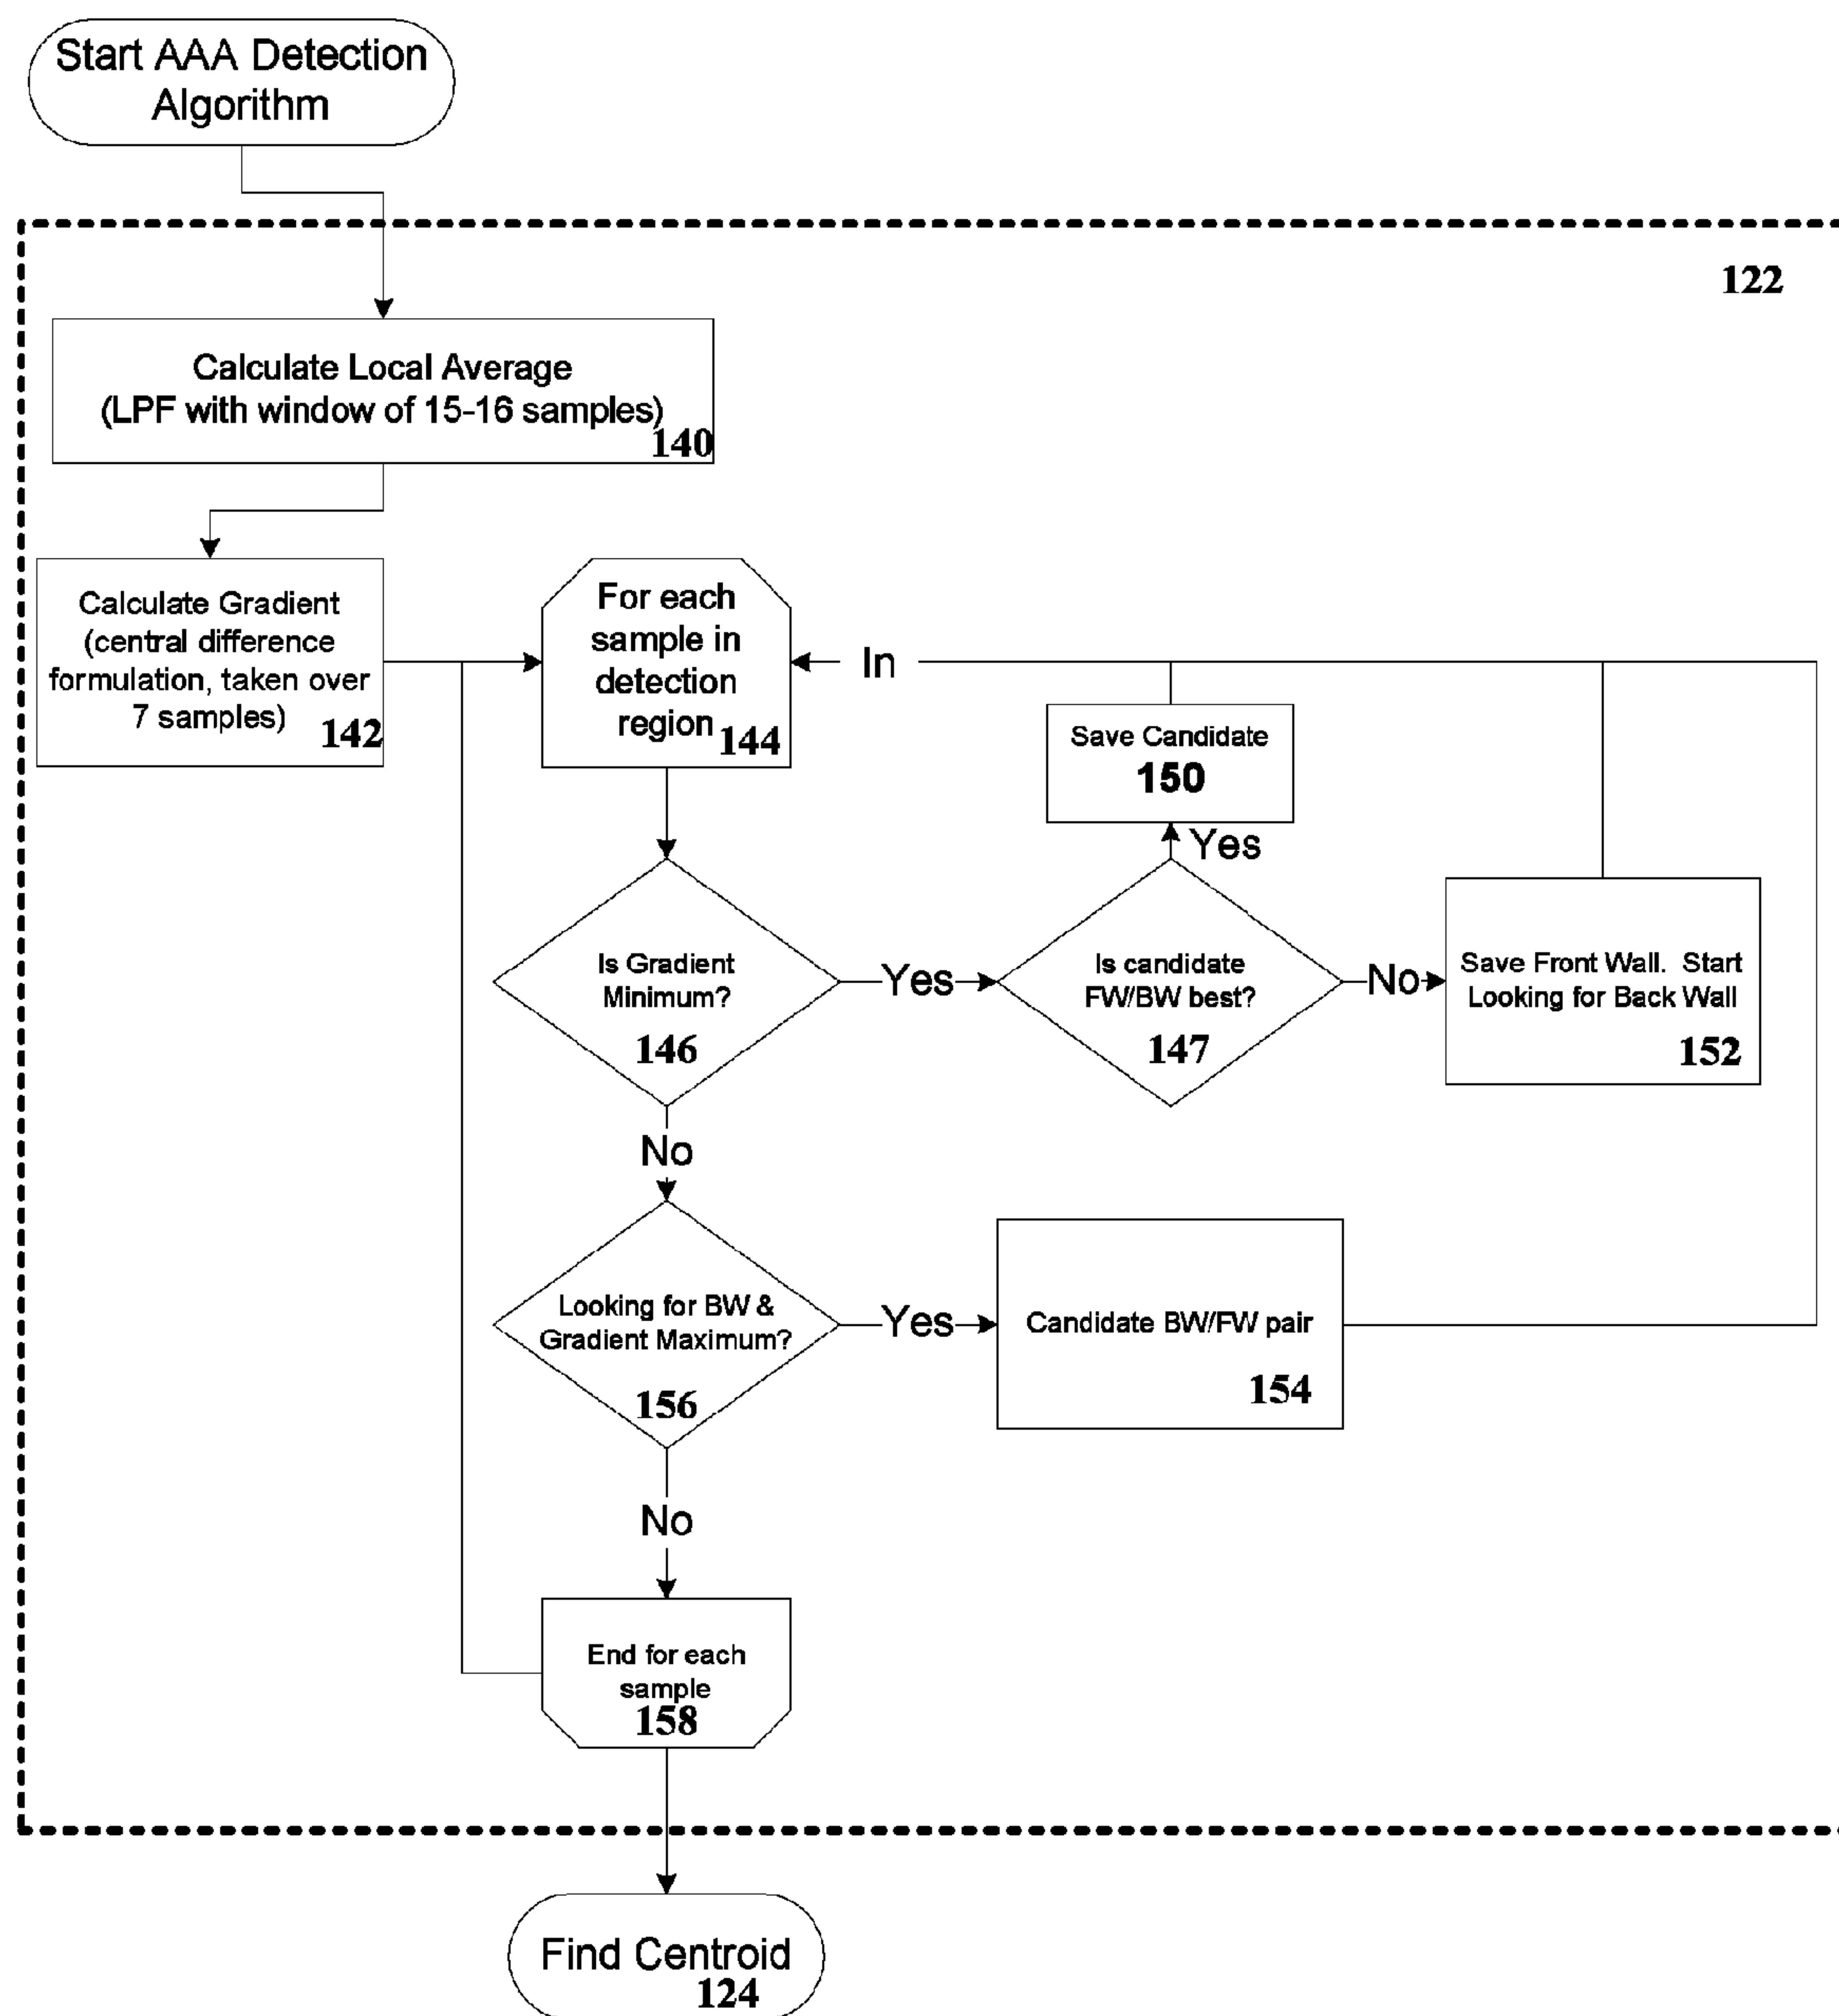 Start AAA Detection
Algorithm
122
Calculate Local Average
(LPF with window of 15-16 samples)
140
Calculate Gradient
(central difference
formulation, taken over
7 samples)
142
For each
sample in
detection
region
144
In
Save Candidate
150
Yes
Is Gradient
Minimum?
146
Yes
Is candidate
FW/BW best?
147
No
Save Front Wall. Start
Looking for Back Wall
152
No
Looking for BW &
Gradient Maximum?
156
Yes
Candidate BW/FW pair
154
No
End for each
sample
158
Find Centroid
124